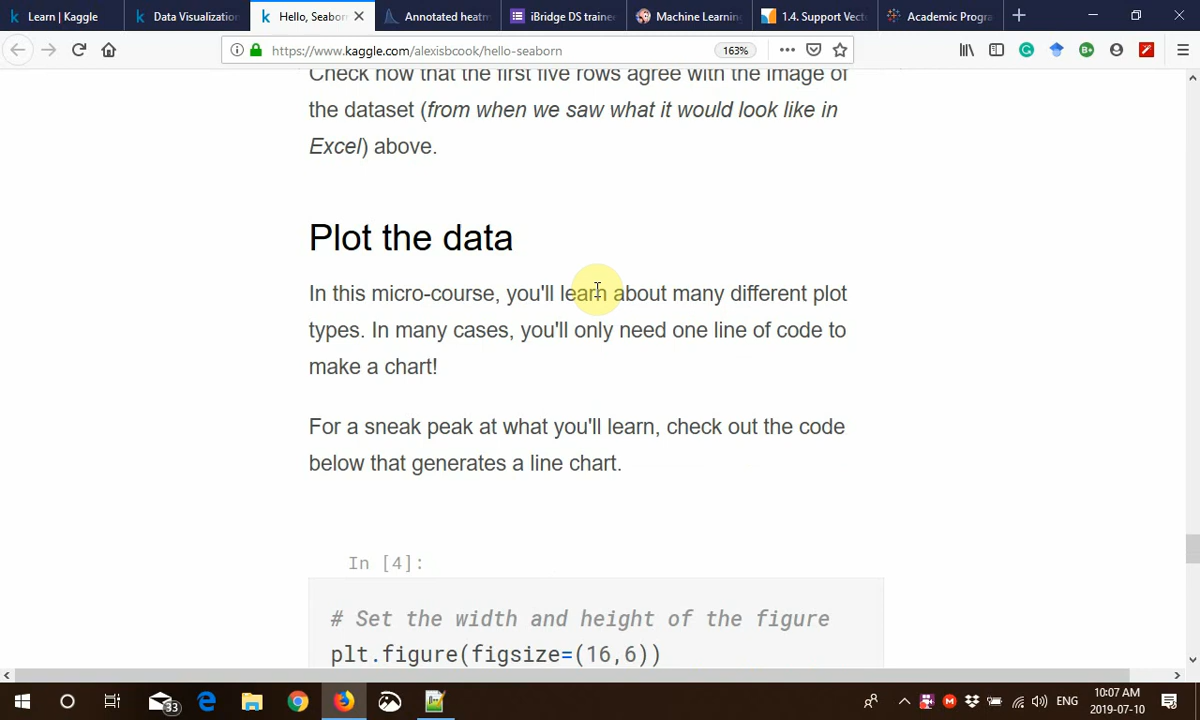 Learn | Kaggle
Data Visualization
Hello, Seaborn
Annotated heatm
iBridge DS traine
Machine Learning
1.4. Support Vect
Academic Progra
https://www.kaggle.com/alexisbcook/hello-seaborn
163%
Check now that the first five rows agree with the image of
the dataset (from when we saw what it would look like in
Excel) above.
Plot the data
In this micro-course, you'll learn about many different plot
types. In many cases, you'll only need one line of code to
make a chart!
For a sneak peak at what you'll learn, check out the code
below that generates a line chart.
In [4]:
# Set the width and height of the figure
plt.figure(figsize=(16,6))
33
ENG
10:07 AM
2019-07-10